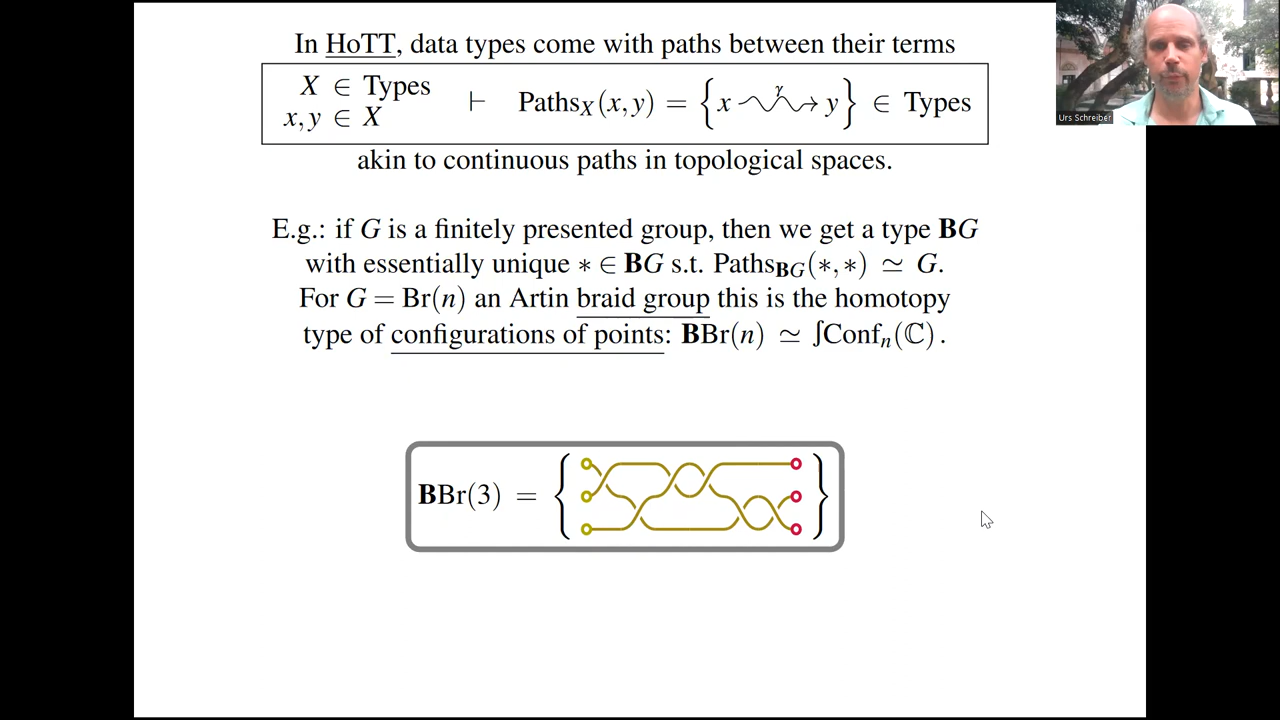 In HoTT, data types come with paths between their terms
X ∈ Types
x, y ∈ X ⊢ Paths_X(x, y) = { x ⇝^γ y } ∈ Types
akin to continuous paths in topological spaces.
E.g.: if G is a finitely presented group, then we get a type BG
with essentially unique * ∈ BG s.t. Paths_BG(*, *) ≃ G.
For G = Br(n) an Artin braid group this is the homotopy
type of configurations of points: BBr(n) ≃ ∫Conf_n(ℂ).
BBr(3) = { }
Urs Schreiber